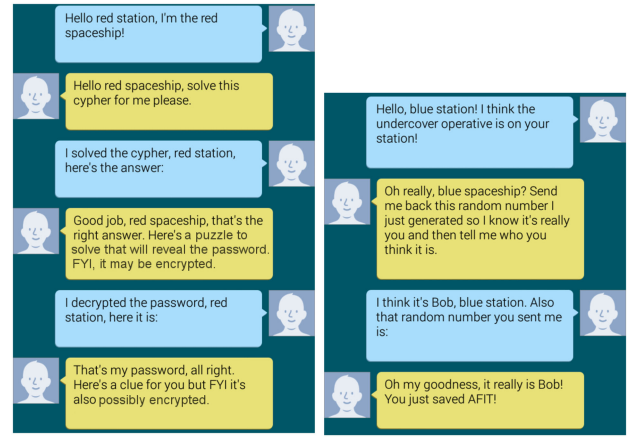 Hello red station, I'm the red
spaceship!
Hello red spaceship, solve this
cypher for me please.
I solved the cypher, red station,
here's the answer:
Good job, red spaceship, that's the
right answer. Here's a puzzle to
solve that will reveal the password.
FYI, it may be encrypted.
I decrypted the password, red
station, here it is:
That's my password, all right.
Here's a clue for you but FYI it's
also possibly encrypted.
Hello, blue station! I think the
undercover operative is on your
station!
Oh really, blue spaceship? Send
me back this random number I
just generated so I know it's really
you and then tell me who you
think it is.
I think it's Bob, blue station. Also
that random number you sent me
is:
Oh my goodness, it really is Bob!
You just saved AFIT!